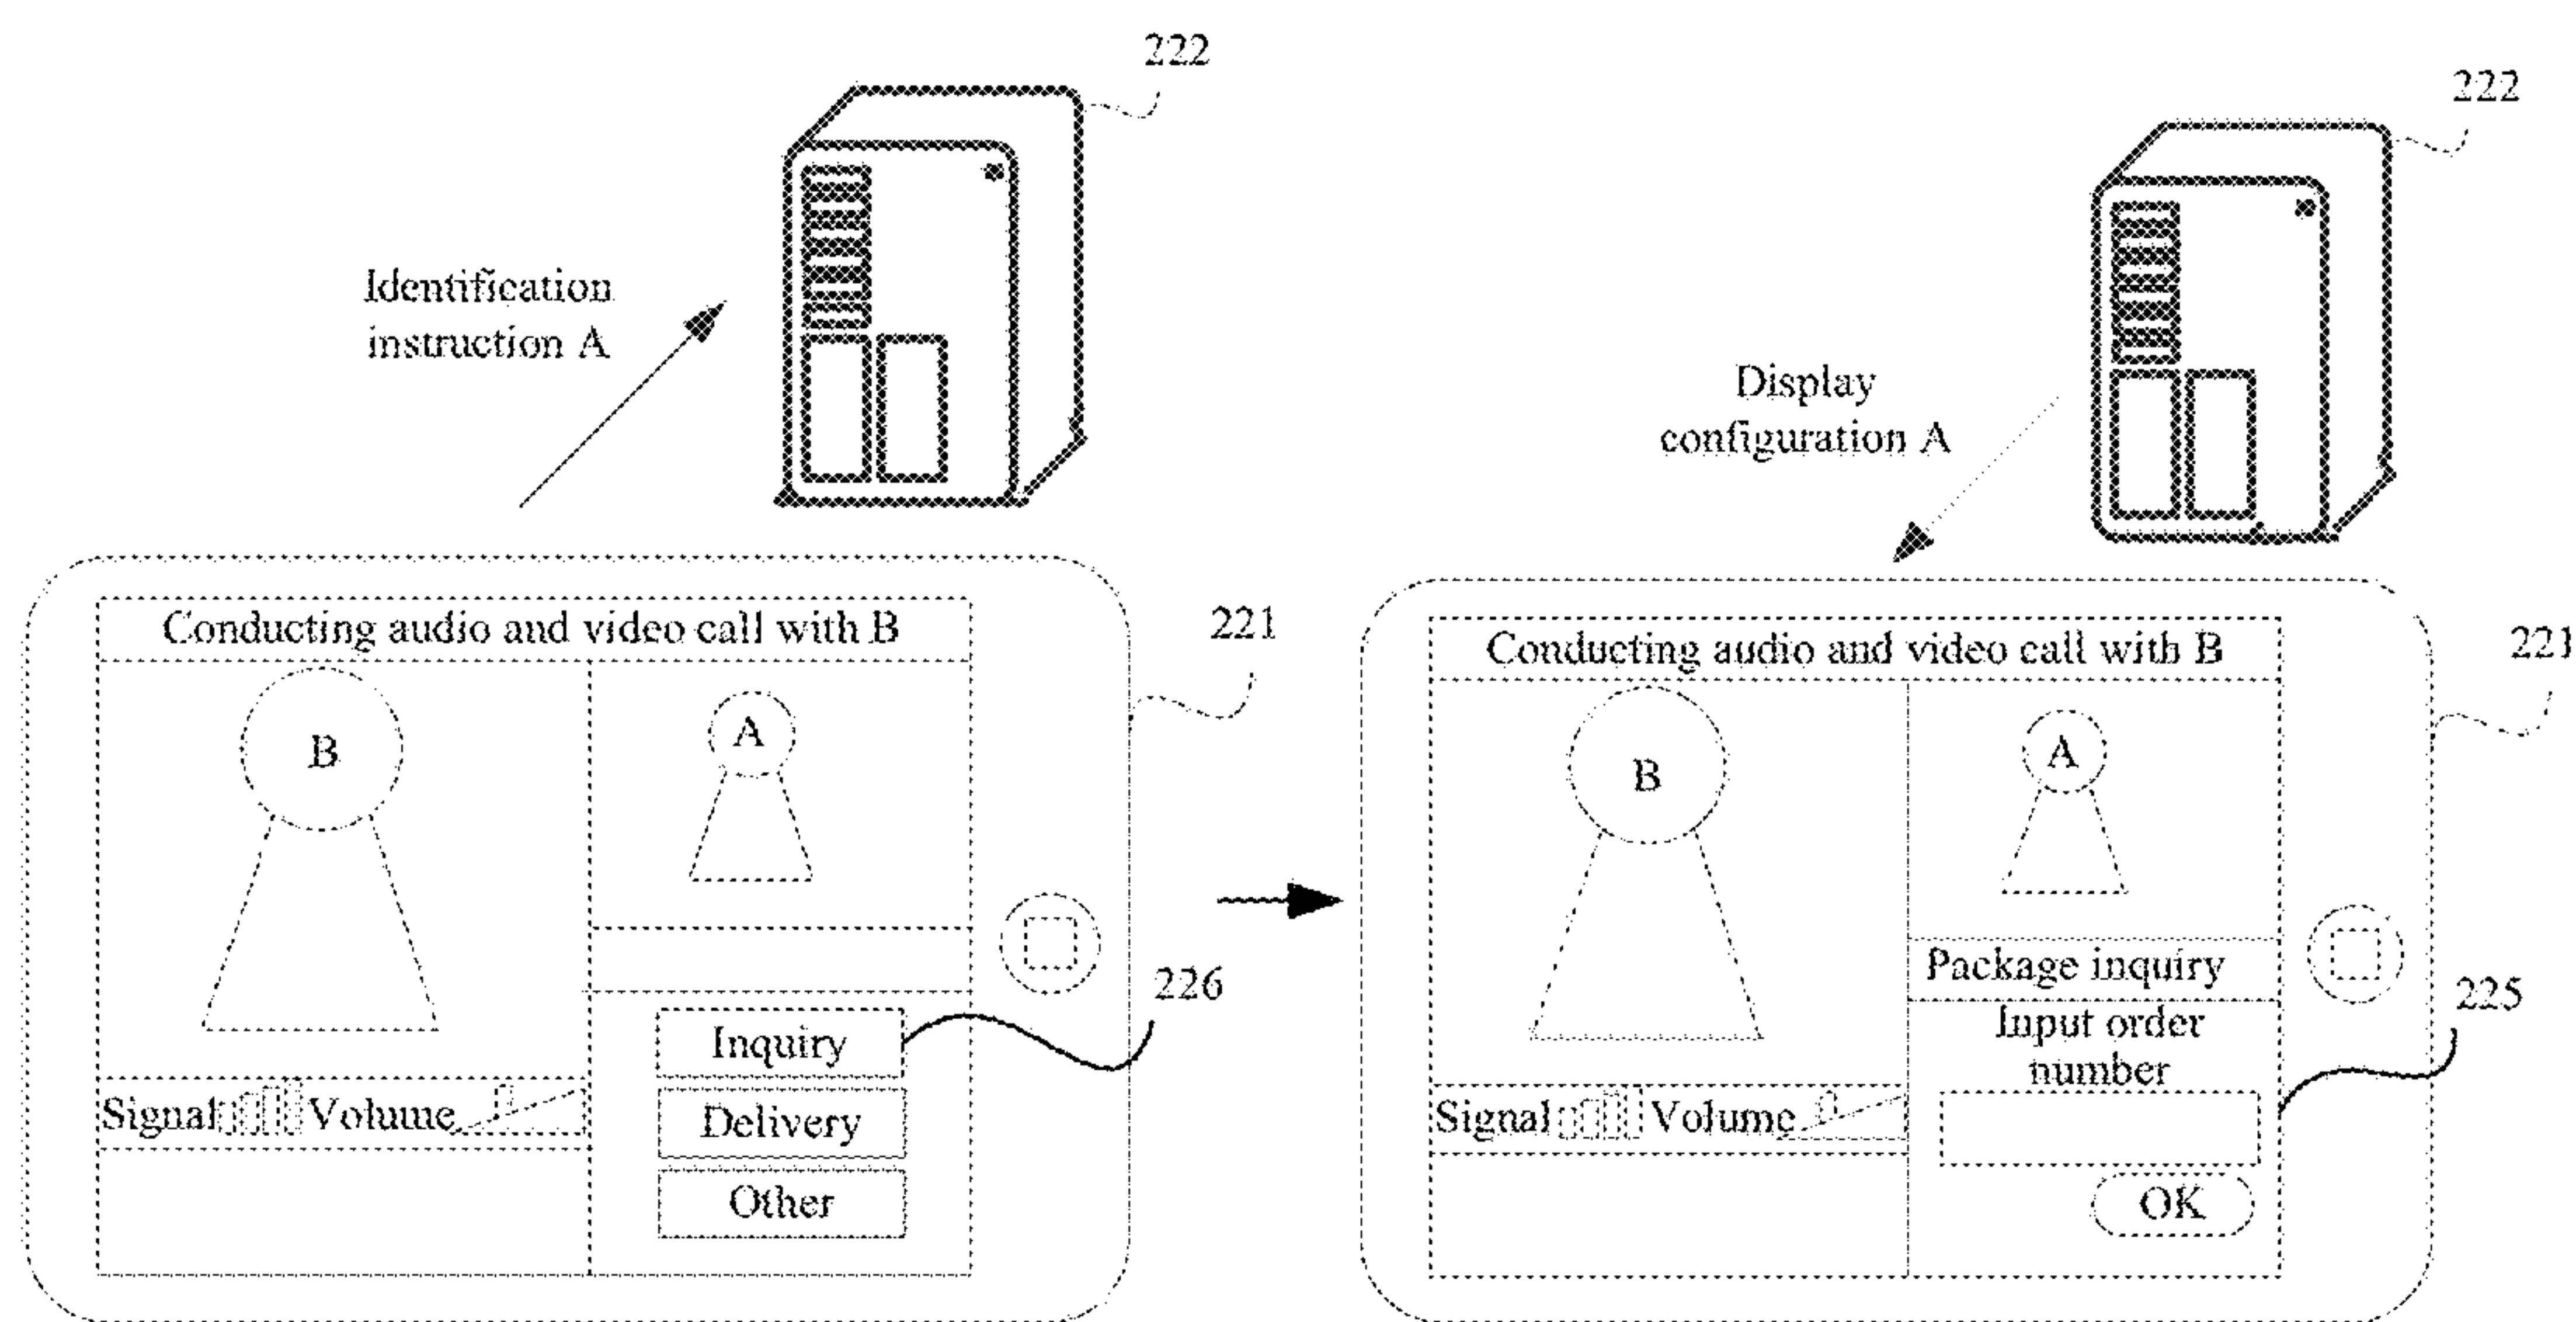 222
222
Identification
instruction A
Display
configuration A
Conducting audio and video call with B
221
B
A
226
Inquiry
Signal Volume
Delivery
Other
Conducting audio and video call with B
221
B
A
Package inquiry
225
Input order
number
Signal Volume
OK